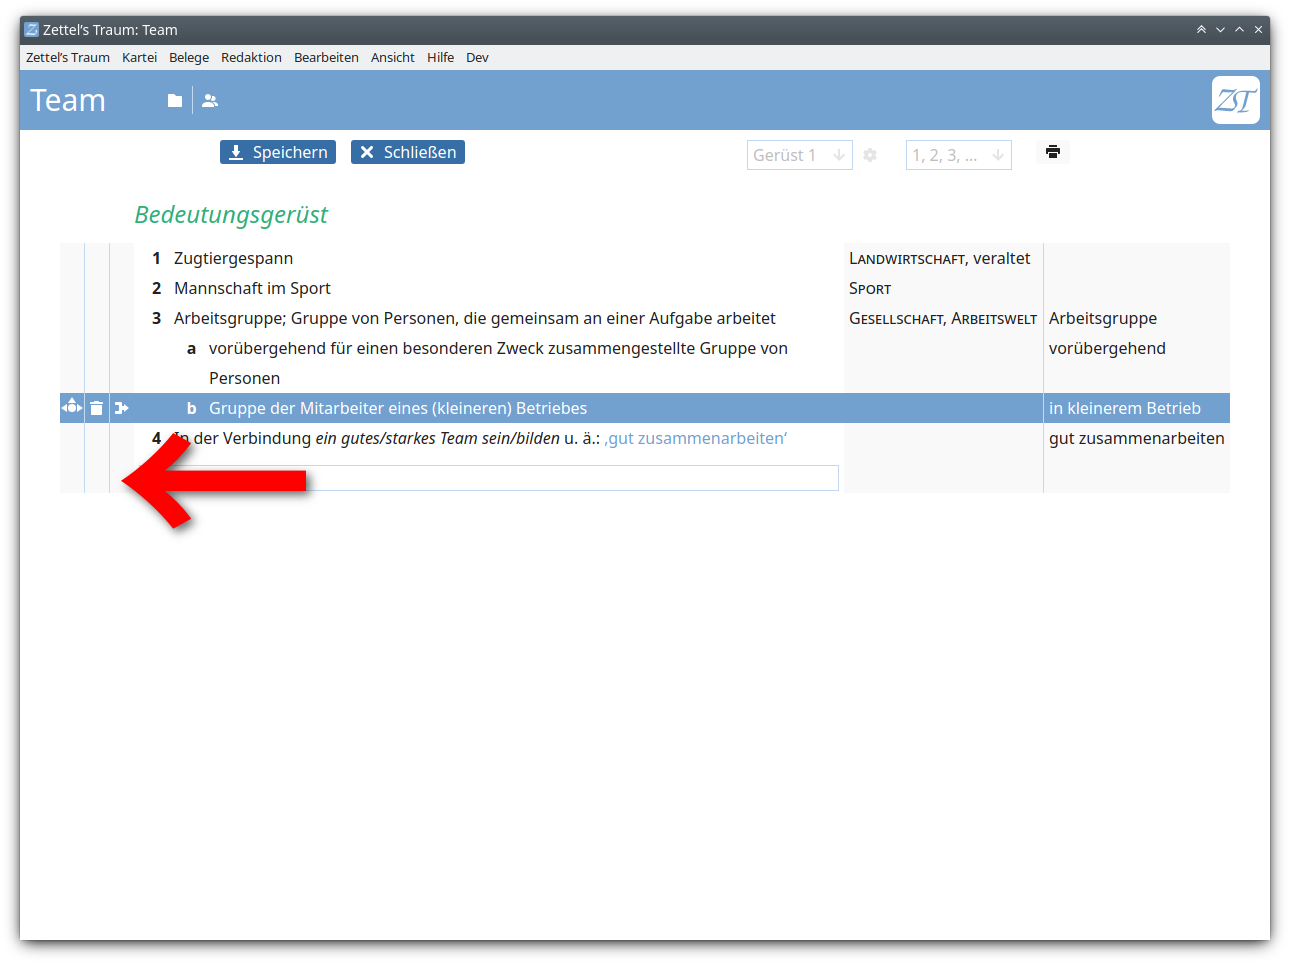 Zettel’s Traum: Team
Zettel’s Traum Kartei Belege Redaktion Bearbeiten Ansicht Hilfe Dev
Team
ZT
Speichern Schließen Gerüst 1 1, 2, 3, …
Bedeutungsgerüst
1 Zugtiergespann Landwirtschaft, veraltet
2 Mannschaft im Sport Sport
3 Arbeitsgruppe; Gruppe von Personen, die gemeinsam an einer Aufgabe arbeitet Gesellschaft, Arbeitswelt Arbeitsgruppe
a vorübergehend für einen besonderen Zweck zusammengestellte Gruppe von vorübergehend
Personen
b Gruppe der Mitarbeiter eines (kleineren) Betriebes in kleinerem Betrieb
4 In der Verbindung ein gutes/starkes Team sein/bilden u. ä.: ‚gut zusammenarbeiten‘ gut zusammenarbeiten